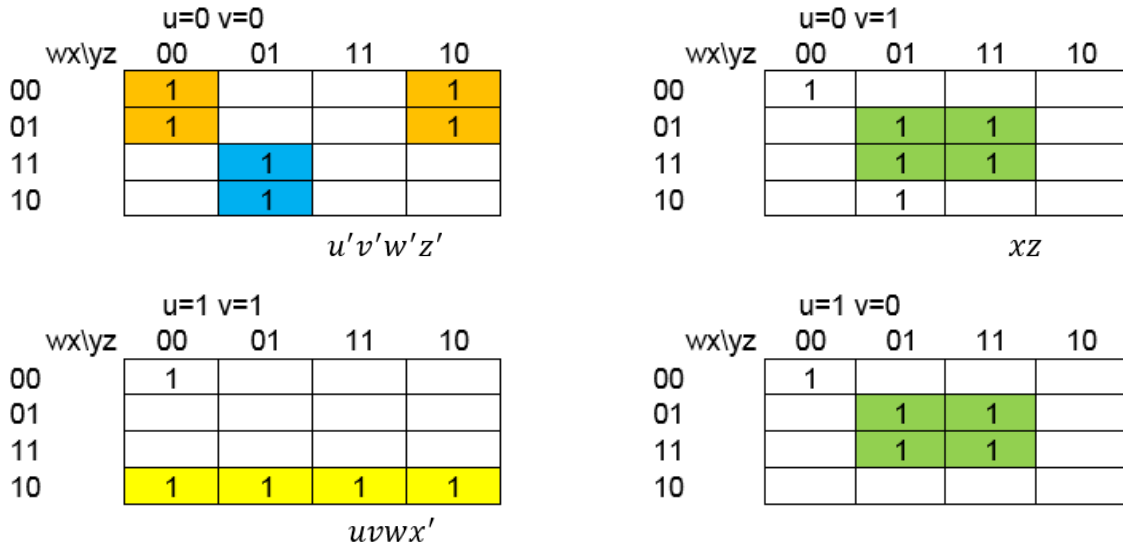 u=0 v=0
wx\yz 00 01 11 10
00 1 1
01 1 1
11 1
10 1
u'v'w'z'
u=0 v=1
wx\yz 00 01 11 10
00 1
01 1 1
11 1 1
10 1
xz
u=1 v=1
wx\yz 00 01 11 10
00 1
01
11
10 1 1 1 1
uvwx'
u=1 v=0
wx\yz 00 01 11 10
00 1
01 1 1
11 1 1
10